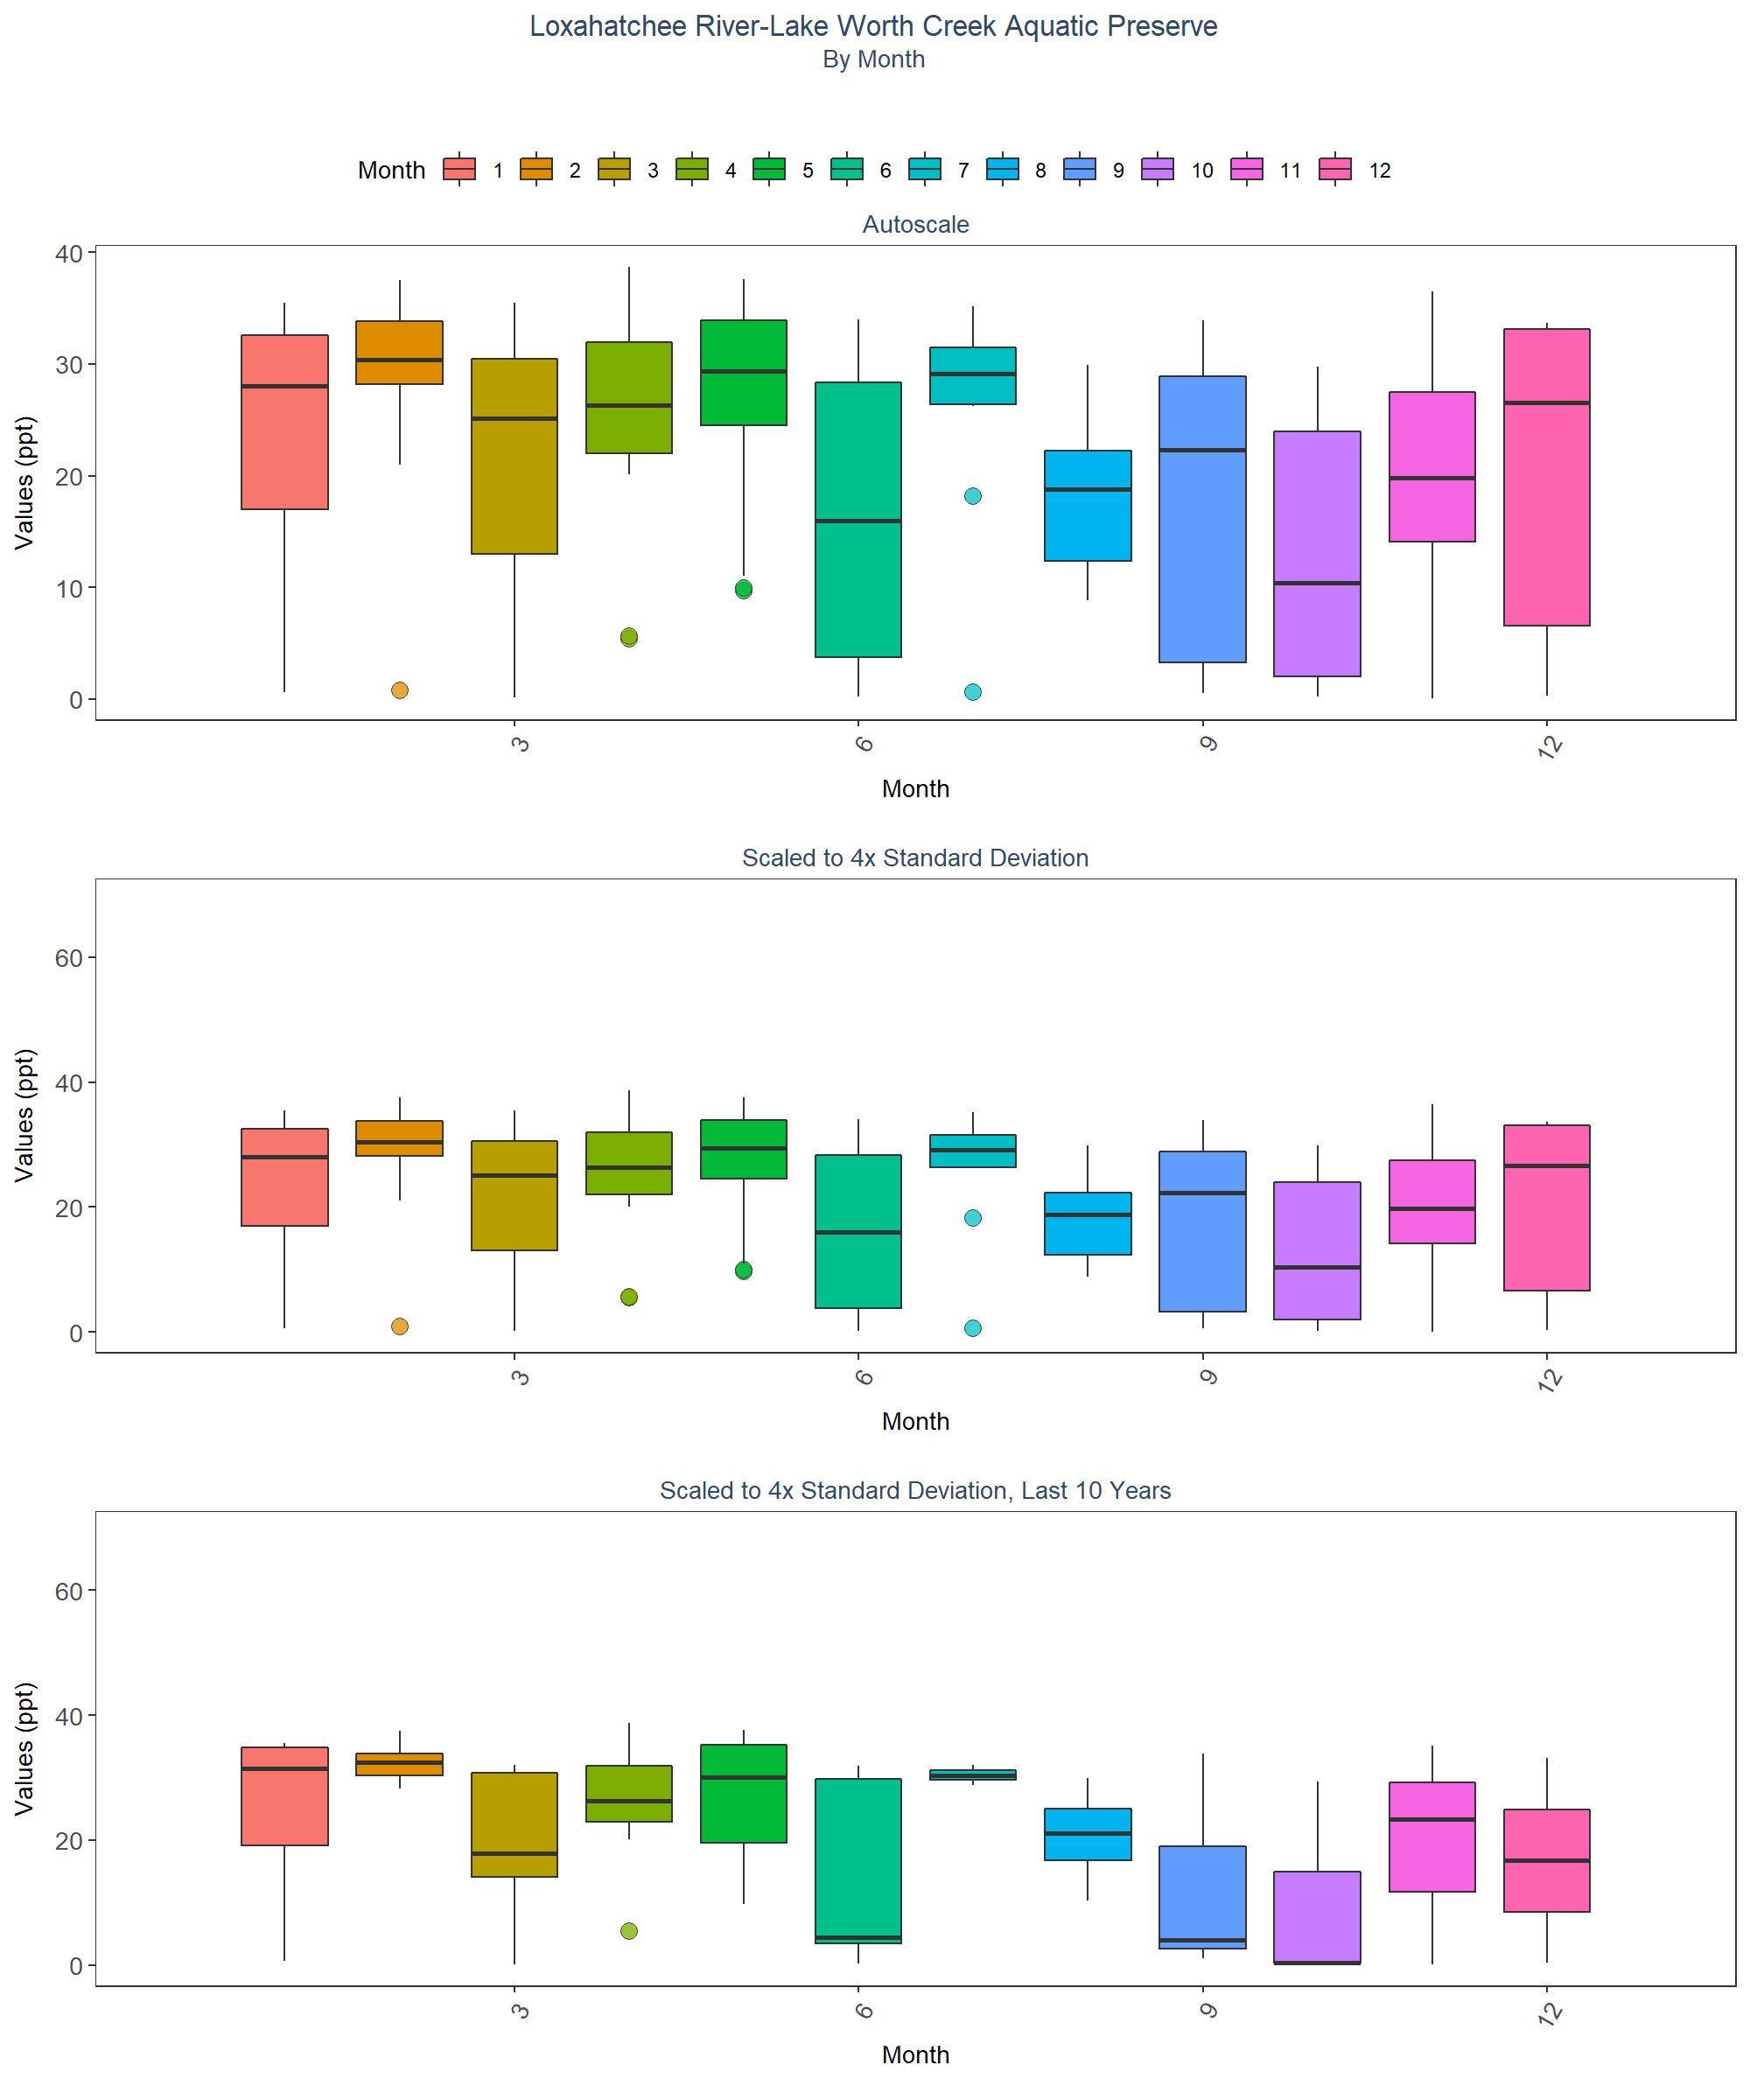 Loxahatchee River-Lake Worth Creek Aquatic Preserve
By Month
Month 1 2 3 4 5 6 7 8 9 10 11 12
Autoscale
Values (ppt)
40
30
20
10
0
3 6 9 12
Month
Scaled to 4x Standard Deviation
Values (ppt)
60
40
20
0
3 6 9 12
Month
Scaled to 4x Standard Deviation, Last 10 Years
Values (ppt)
60
40
20
0
3 6 9 12
Month